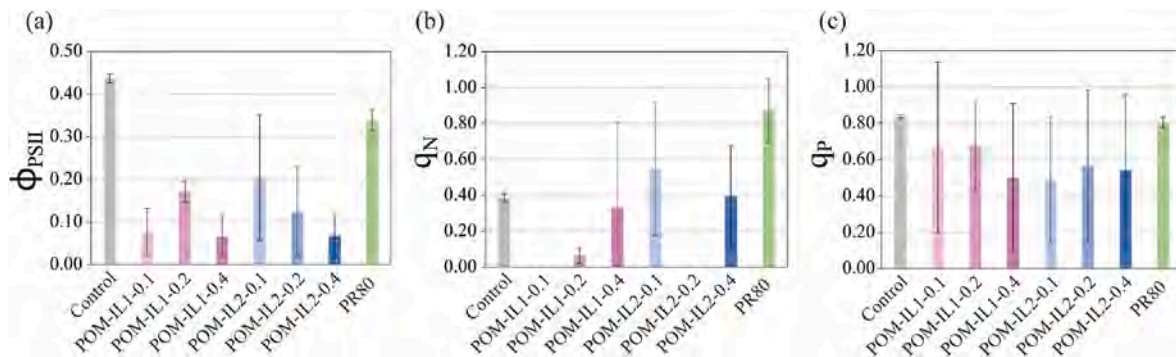 (a)
0.50
0.40
0.30
0.20
0.10
0.00
ΦPSII
Control
POM-IL1-0.1
POM-IL1-0.2
POM-IL1-0.4
POM-IL2-0.1
POM-IL2-0.2
POM-IL2-0.4
PR80
(b)
1.20
1.00
0.80
0.60
0.40
0.20
0.00
qN
Control
POM-IL1-0.1
POM-IL1-0.2
POM-IL1-0.4
POM-IL2-0.1
POM-IL2-0.2
POM-IL2-0.4
PR80
(c)
1.20
1.00
0.80
0.60
0.40
0.20
0.00
qP
Control
POM-IL1-0.1
POM-IL1-0.2
POM-IL1-0.4
POM-IL2-0.1
POM-IL2-0.2
POM-IL2-0.4
PR80